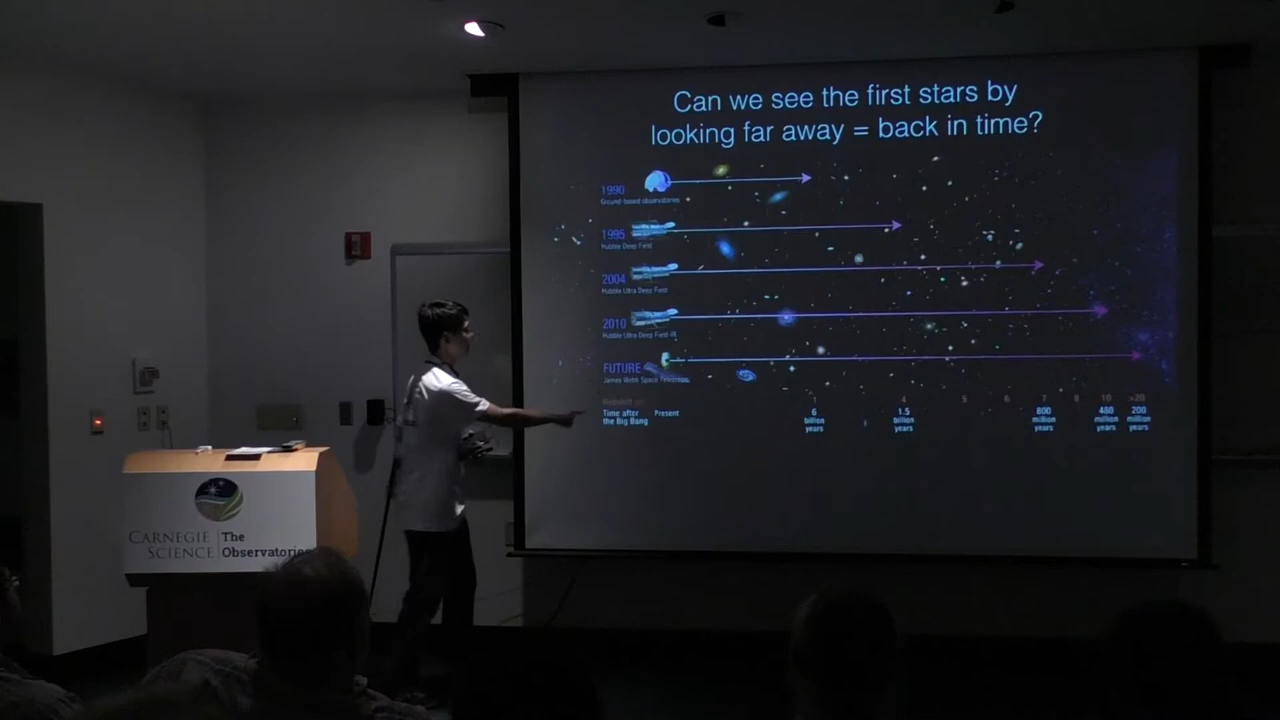 Can we see the first stars by
looking far away = back in time?
1990
Ground-based observatories
1995
Hubble Deep Field
2004
Hubble Ultra Deep Field
2010
Hubble Ultra Deep Field-IR
FUTURE
James Webb Space Telescope
Redshift (z)
1 4 5 6 7 8 10 >20
Time after
the Big Bang
Present
6
billion
years
1.5
billion
years
800
million
years
480
million
years
200
million
years
CARNEGIE
SCIENCE
The
Observatories